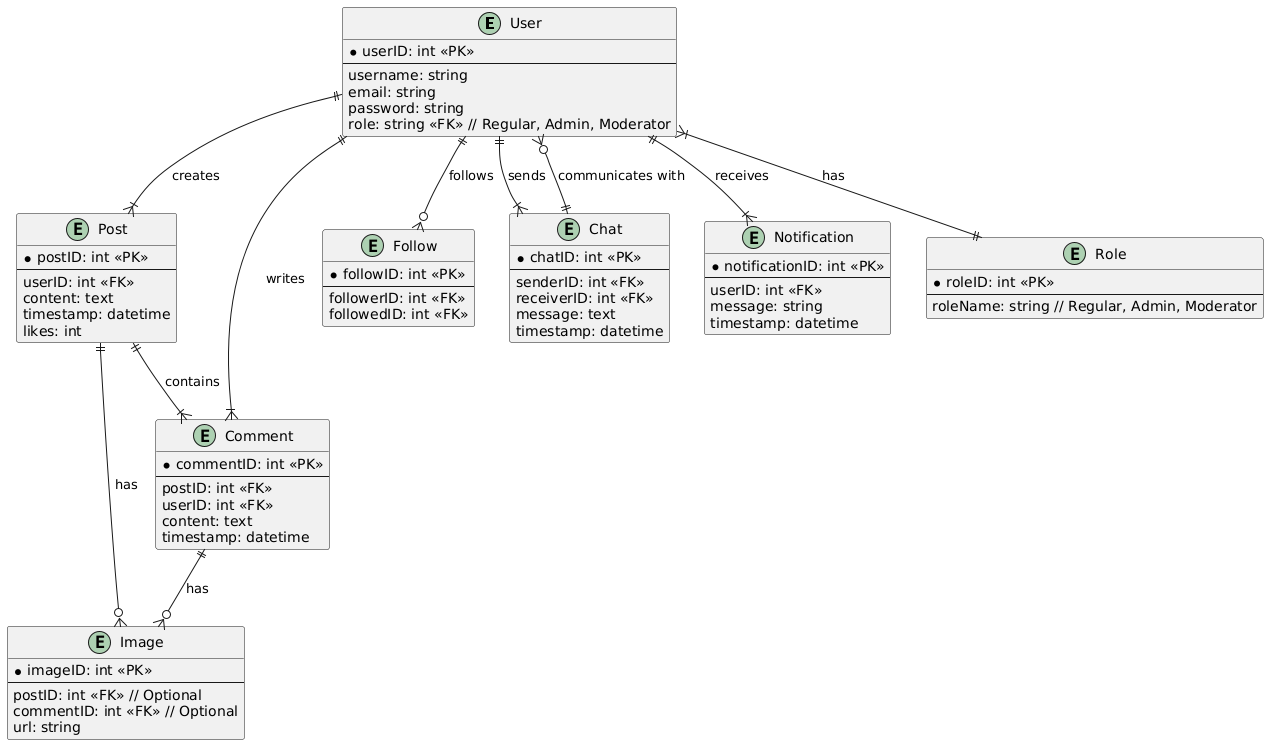 E User
* userID: int «PK»
username: string
email: string
password: string
role: string «FK» // Regular, Admin, Moderator
creates
follows
sends
communicates with
receives
has
writes
E Post
* postID: int «PK»
userID: int «FK»
content: text
timestamp: datetime
likes: int
E Follow
* followID: int «PK»
followerID: int «FK»
followedID: int «FK»
E Chat
* chatID: int «PK»
senderID: int «FK»
receiverID: int «FK»
message: text
timestamp: datetime
E Notification
* notificationID: int «PK»
userID: int «FK»
message: string
timestamp: datetime
E Role
* roleID: int «PK»
roleName: string // Regular, Admin, Moderator
contains
has
E Comment
* commentID: int «PK»
postID: int «FK»
userID: int «FK»
content: text
timestamp: datetime
has
E Image
* imageID: int «PK»
postID: int «FK» // Optional
commentID: int «FK» // Optional
url: string